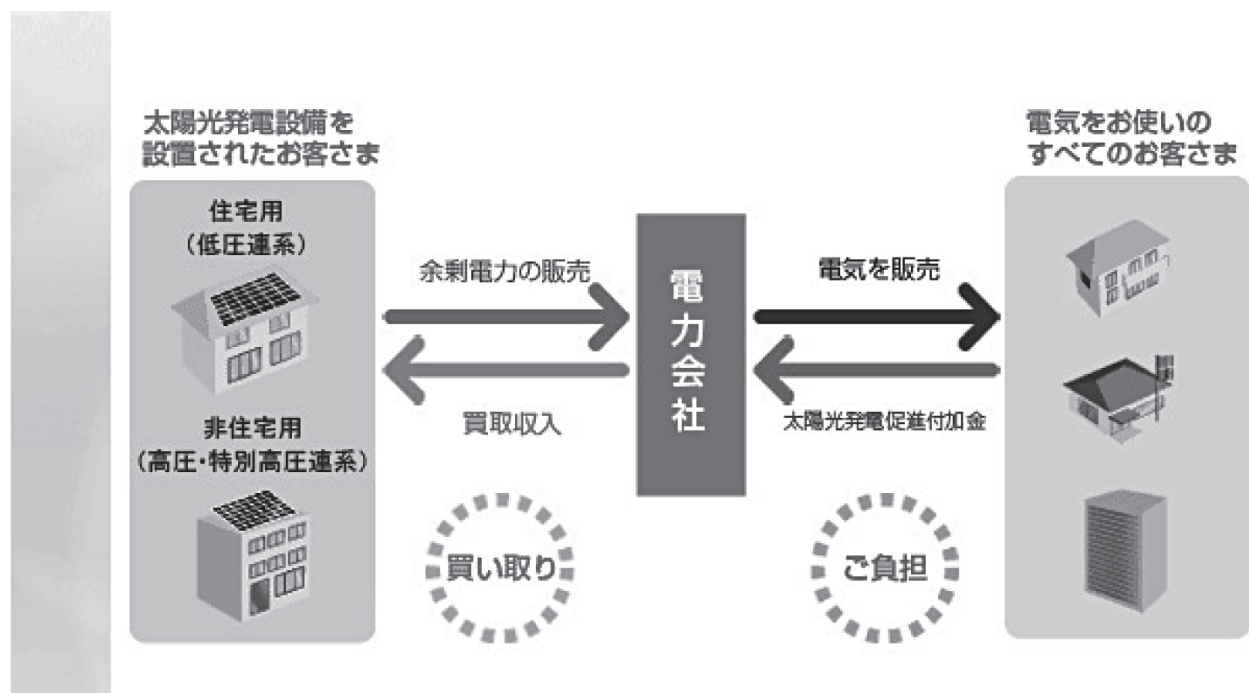 太陽光発電設備を
設置されたお客さま
住宅用
（低圧連系）
非住宅用
（高圧・特別高圧連系）
余剰電力の販売
買取収入
買い取り
電力会社
電気を販売
太陽光発電促進付加金
ご負担
電気をお使いの
すべてのお客さま